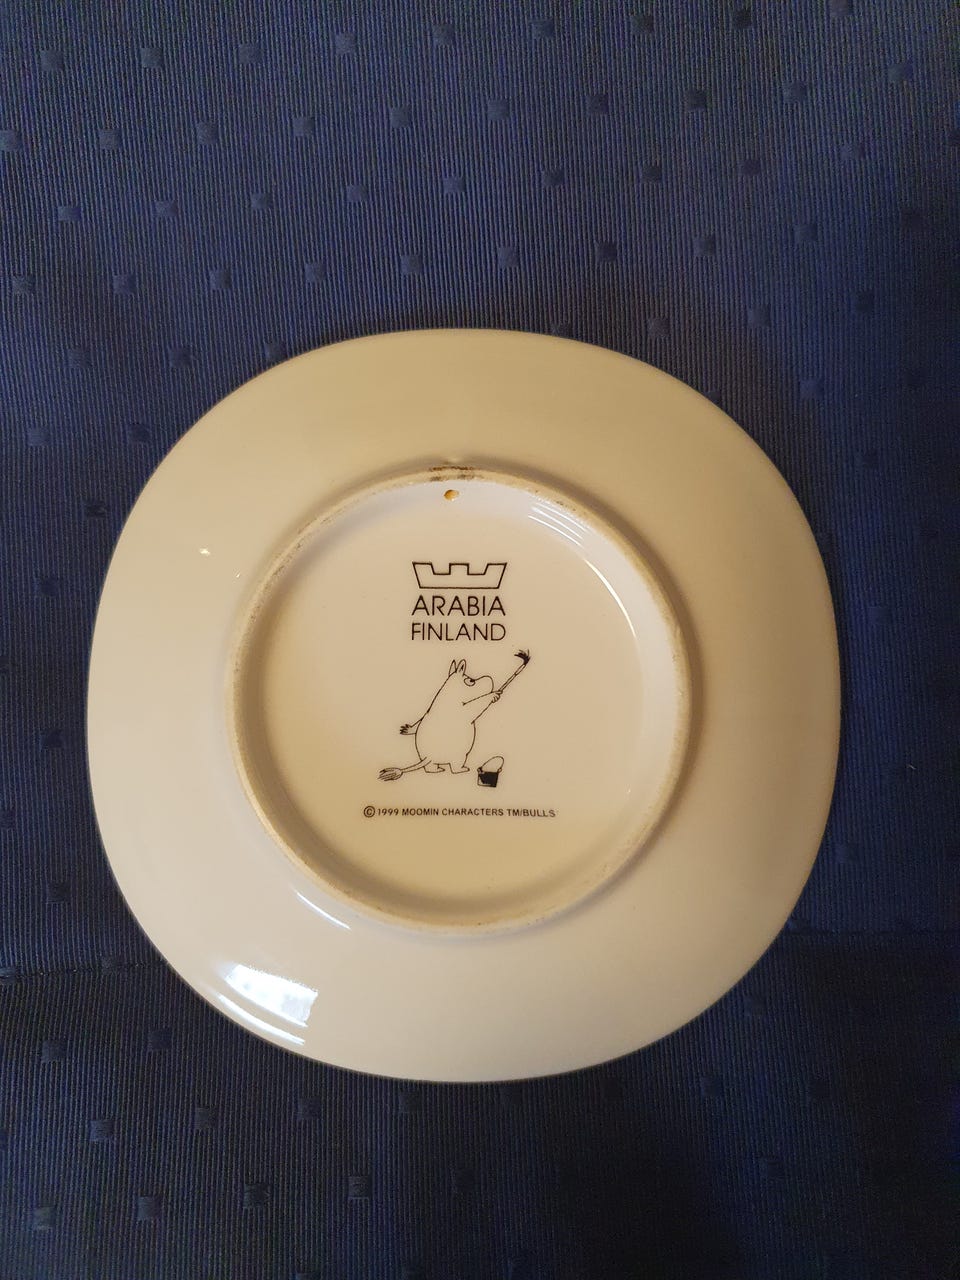 ARABIA
FINLAND
© 1999 MOOMIN CHARACTERS TM/BULLS